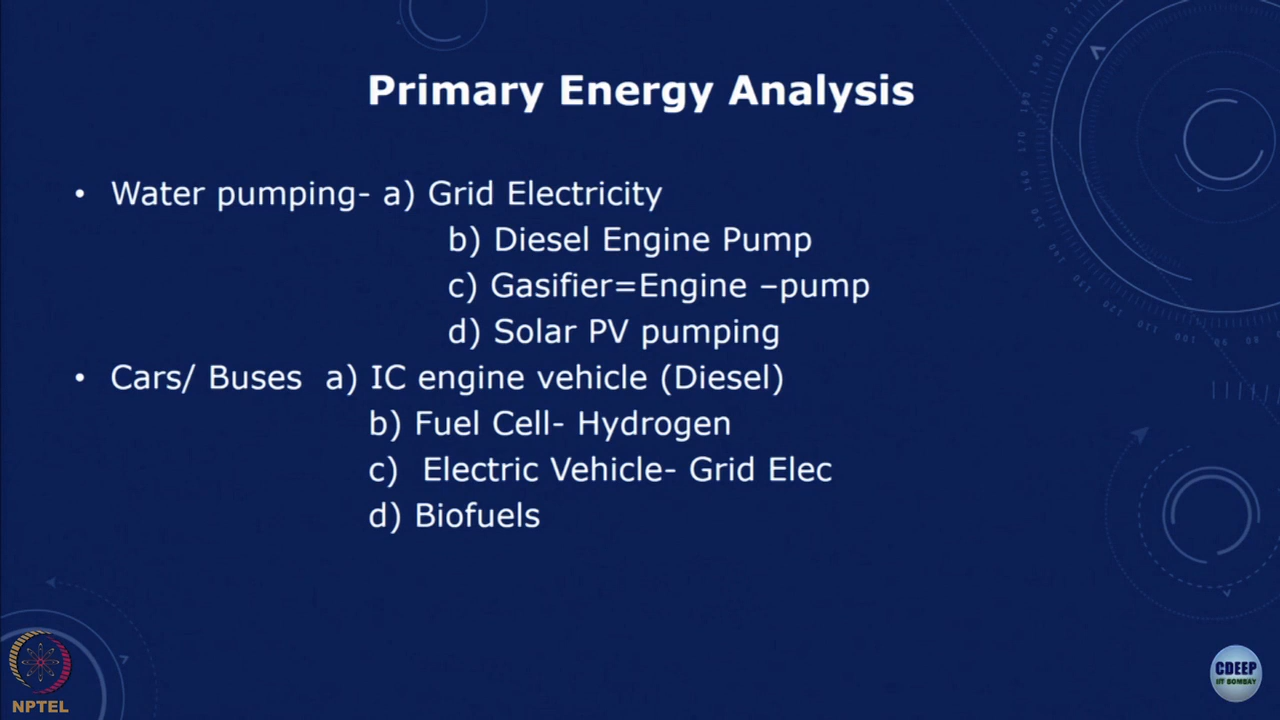 Primary Energy Analysis
• Water pumping- a) Grid Electricity
b) Diesel Engine Pump
c) Gasifier=Engine –pump
d) Solar PV pumping
• Cars/ Buses a) IC engine vehicle (Diesel)
b) Fuel Cell- Hydrogen
c) Electric Vehicle- Grid Elec
d) Biofuels
NPTEL
CDEEP
IIT BOMBAY